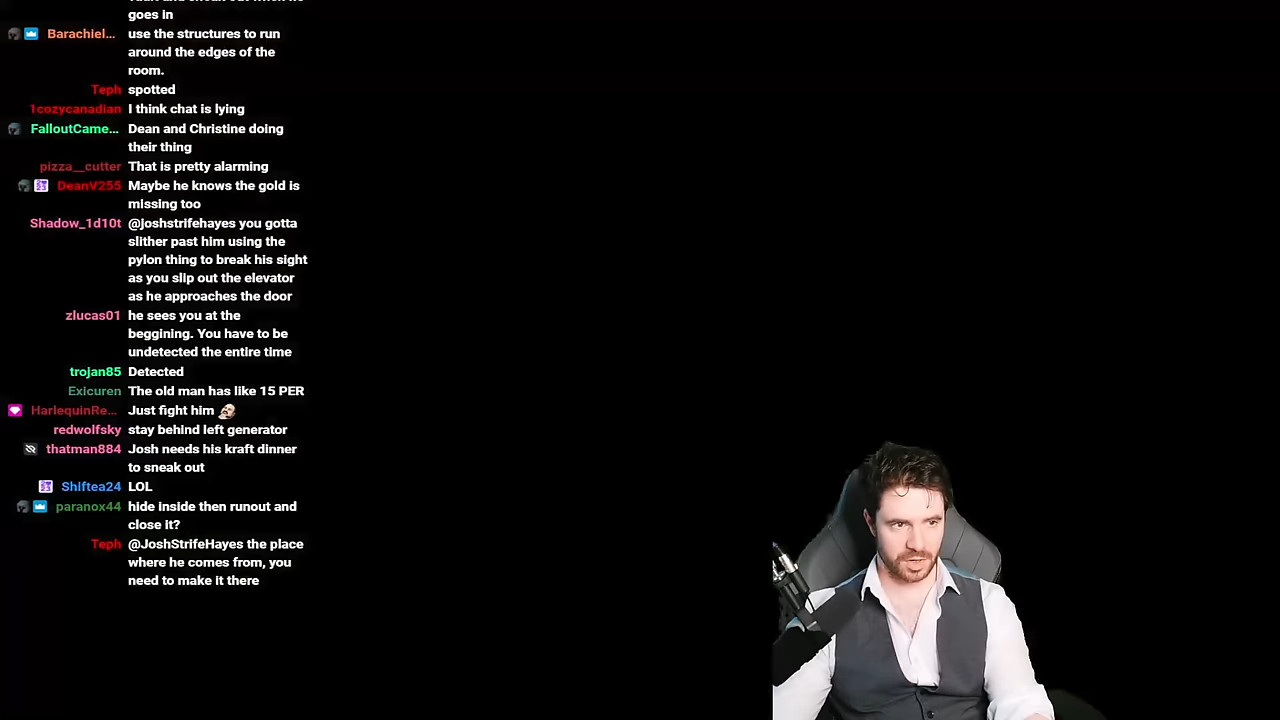 goes in
Barachiel... use the structures to run
around the edges of the
room.
Teph spotted
1cozycanadian I think chat is lying
FalloutCame... Dean and Christine doing
their thing
pizza__cutter That is pretty alarming
DeanV255 Maybe he knows the gold is
missing too
Shadow_1d10t @joshstrifehayes you gotta
slither past him using the
pylon thing to break his sight
as you slip out the elevator
as he approaches the door
zlucas01 he sees you at the
beggining. You have to be
undetected the entire time
trojan85 Detected
Exicuren The old man has like 15 PER
HarlequinRe... Just fight him
redwolfsky stay behind left generator
thatman884 Josh needs his kraft dinner
to sneak out
Shiftea24 LOL
paranox44 hide inside then runout and
close it?
Teph @JoshStrifeHayes the place
where he comes from, you
need to make it there